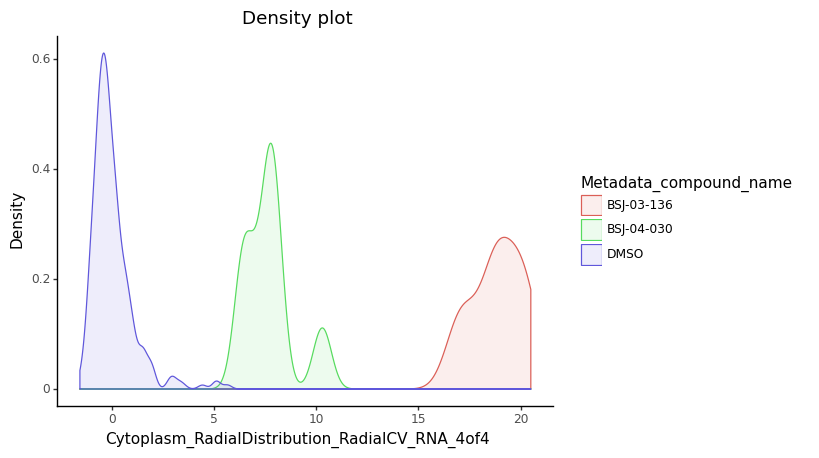 Density plot
0.6
0.4
0.2
0
Density
0
5
10
15
20
Cytoplasm_RadialDistribution_RadialCV_RNA_4of4
Metadata_compound_name
BSJ-03-136
BSJ-04-030
DMSO